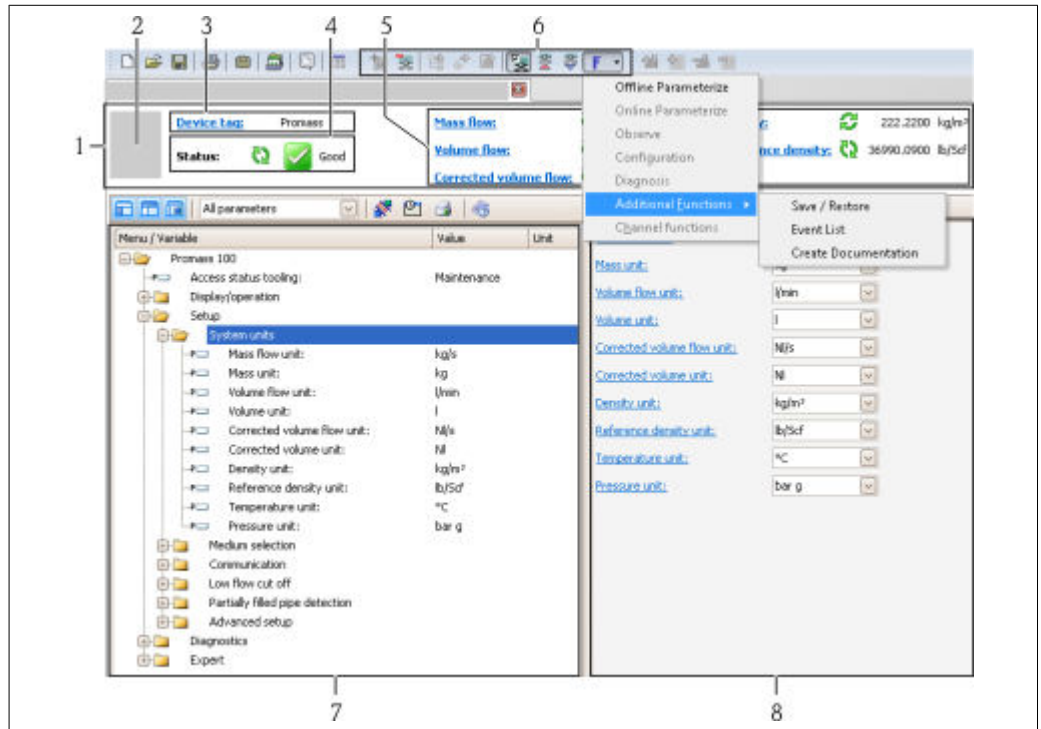 2 3 4 5 6
Offline Parameterize
Online Parameterize
Observe
Configuration
Diagnosis
Additional Functions
Channel functions
Save / Restore
Event List
Create Documentation
1
Device tag: Promass
Status: Good
Mass flow:
Volume flow:
Corrected volume flow:
222.2200 kg/m³
nce density: 36990.0900 lb/Scf
All parameters
Menu / Variable Value Unit
Promass 100
Access status tooling: Maintenance
Display/operation
Setup
System units
Mass flow unit: kg/s
Mass unit: kg
Volume flow unit: l/min
Volume unit: l
Corrected volume flow unit: Nl/s
Corrected volume unit: Nl
Density unit: kg/m³
Reference density unit: lb/Scf
Temperature unit: °C
Pressure unit: bar g
Medium selection
Communication
Low flow cut off
Partially filled pipe detection
Advanced setup
Diagnostics
Expert
Mass unit:
Volume flow unit: l/min
Volume unit: l
Corrected volume flow unit: Nl/s
Corrected volume unit: Nl
Density unit: kg/m³
Reference density unit: lb/Scf
Temperature unit: °C
Pressure unit: bar g
7 8